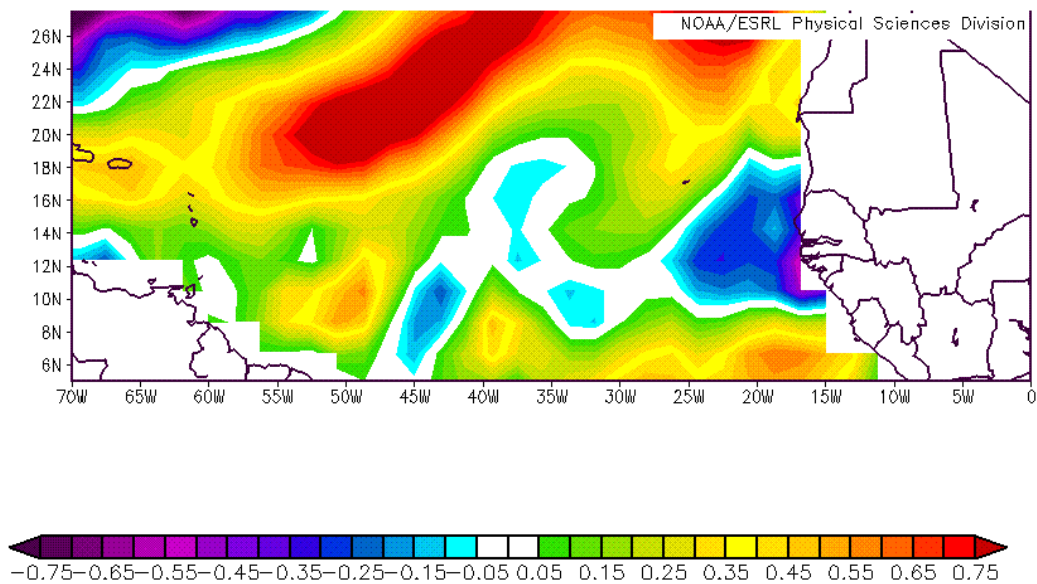 NOAA/ESRL Physical Sciences Division
26N
24N
22N
20N
18N
16N
14N
12N
10N
8N
6N
70W 65W 60W 55W 50W 45W 40W 35W 30W 25W 20W 15W 10W 5W 0
-0.75-0.65-0.55-0.45-0.35-0.25-0.15-0.05 0.05 0.15 0.25 0.35 0.45 0.55 0.65 0.75